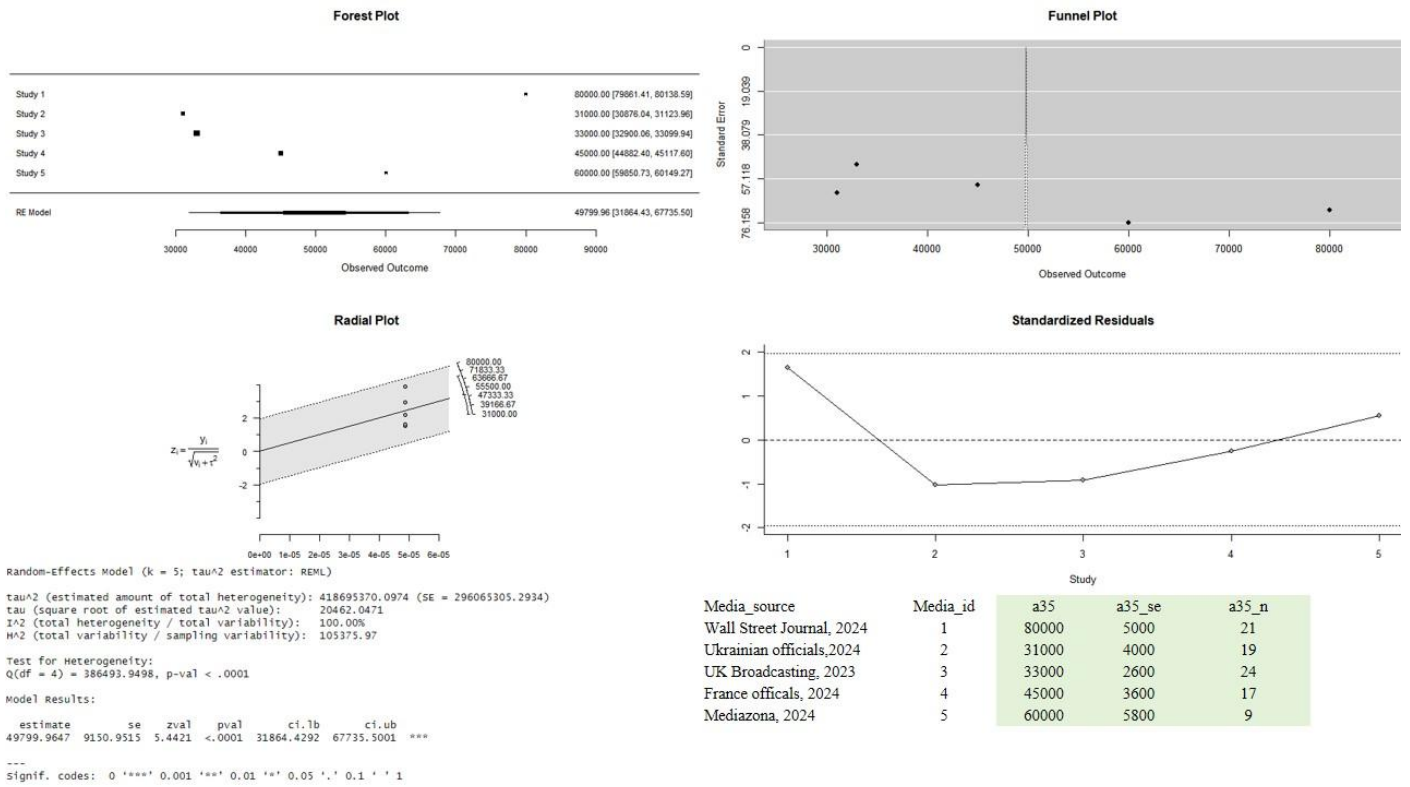 Forest Plot
Study 1 80000.00 [79861.41, 80138.59]
Study 2 31000.00 [30876.04, 31123.96]
Study 3 33000.00 [32900.06, 33099.94]
Study 4 45000.00 [44882.40, 45117.60]
Study 5 60000.00 [59850.73, 60149.27]
RE Model 49799.96 [31864.43, 67735.50]
30000 40000 50000 60000 70000 80000 90000
Observed Outcome
Funnel Plot
Standard Error
0
19.039
38.079
57.118
76.158
30000 40000 50000 60000 70000 80000
Observed Outcome
Radial Plot
80000.00
71833.33
63666.67
55500.00
47333.33
39166.67
31000.00
zi = yi / √vi + τ²
2
0
-2
0e+00 1e-05 2e-05 3e-05 4e-05 5e-05 6e-05
Standardized Residuals
2
1
0
-1
-2
1 2 3 4 5
Study
Random-Effects Model (k = 5; tau^2 estimator: REML)
tau^2 (estimated amount of total heterogeneity): 418695370.0974 (SE = 296065305.2934)
tau (square root of estimated tau^2 value): 20462.0471
I^2 (total heterogeneity / total variability): 100.00%
H^2 (total variability / sampling variability): 105375.97
Test for Heterogeneity:
Q(df = 4) = 386493.9498, p-val < .0001
Model Results:
estimate se zval pval ci.lb ci.ub
49799.9647 9150.9515 5.4421 <.0001 31864.4292 67735.5001 ***
---
Signif. codes: 0 ‘***’ 0.001 ‘**’ 0.01 ‘*’ 0.05 ‘.’ 0.1 ‘ ’ 1
Media_source Media_id a35 a35_se a35_n
Wall Street Journal, 2024 1 80000 5000 21
Ukrainian officials,2024 2 31000 4000 19
UK Broadcasting, 2023 3 33000 2600 24
France officals, 2024 4 45000 3600 17
Mediazona, 2024 5 60000 5800 9